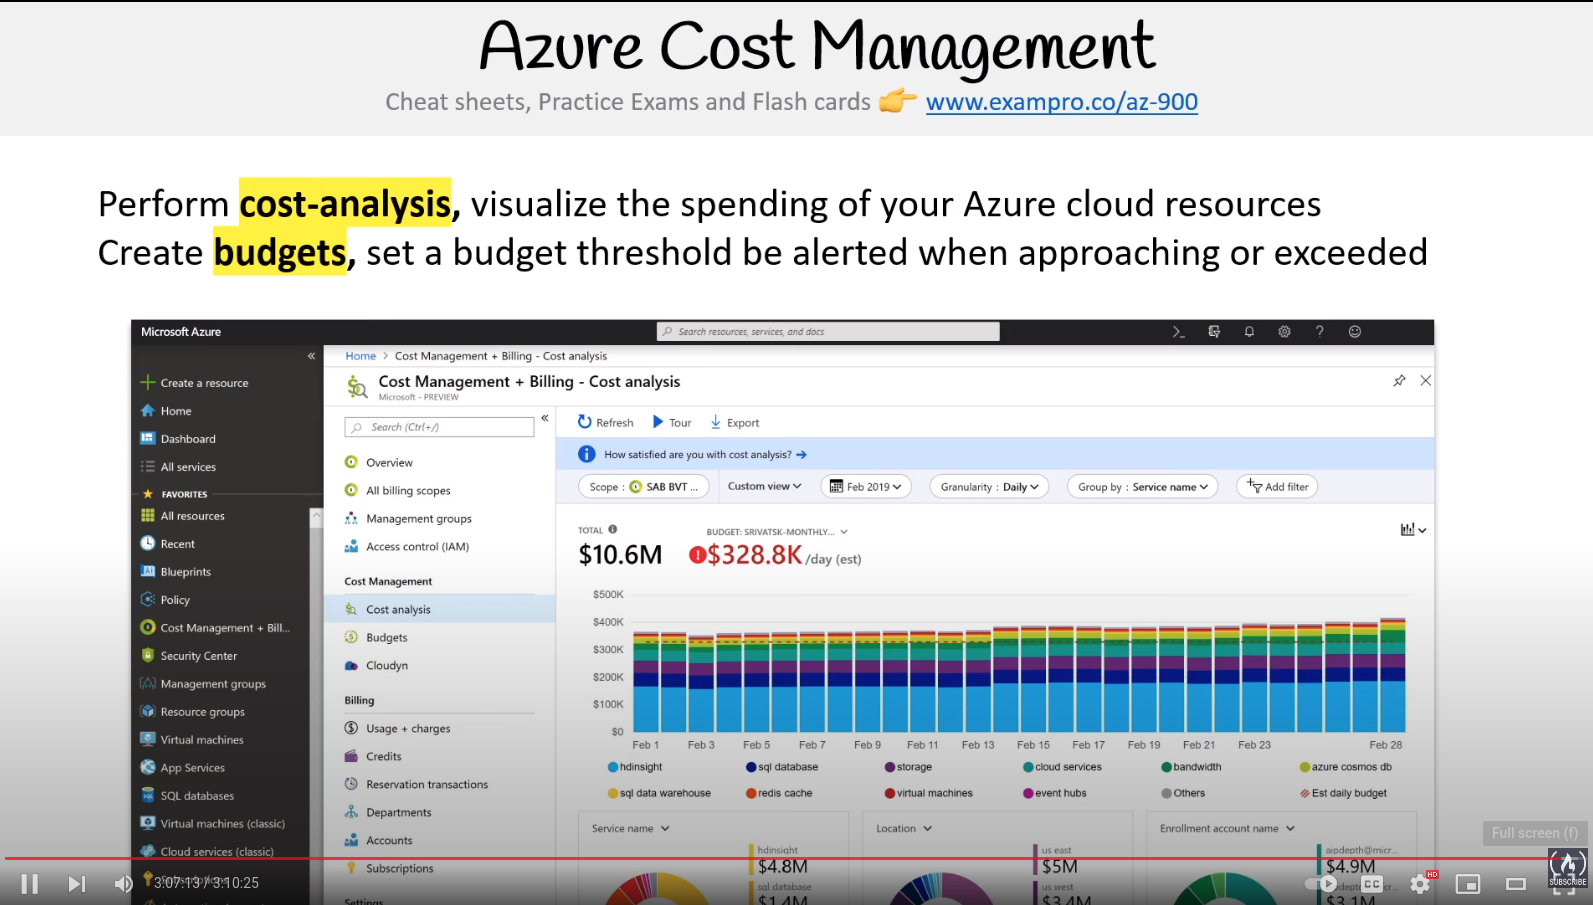 Azure Cost Management
Cheat sheets, Practice Exams and Flash cards 👉 www.exampro.co/az-900
Perform cost-analysis, visualize the spending of your Azure cloud resources
Create budgets, set a budget threshold be alerted when approaching or exceeded
Microsoft Azure
Search resources, services, and docs
Create a resource
Home
Dashboard
All services
FAVORITES
All resources
Recent
Blueprints
Policy
Cost Management + Bill...
Security Center
Management groups
Resource groups
Virtual machines
App Services
SQL databases
Virtual machines (classic)
Cloud services (classic)
Home > Cost Management + Billing - Cost analysis
Cost Management + Billing - Cost analysis
Microsoft - PREVIEW
Search (Ctrl+/)
Overview
All billing scopes
Management groups
Access control (IAM)
Cost Management
Cost analysis
Budgets
Cloudyn
Billing
Usage + charges
Credits
Reservation transactions
Departments
Accounts
Subscriptions
Settings
Refresh Tour Export
How satisfied are you with cost analysis? →
Scope : SAB BVT ... Custom view Feb 2019 Granularity : Daily Group by : Service name Add filter
TOTAL BUDGET: SRIVATSK-MONTHLY...
$10.6M $328.8K /day (est)
$500K
$400K
$300K
$200K
$100K
$0
Feb 1 Feb 3 Feb 5 Feb 7 Feb 9 Feb 11 Feb 13 Feb 15 Feb 17 Feb 19 Feb 21 Feb 23 Feb 28
hdinsight sql database storage cloud services bandwidth azure cosmos db
sql data warehouse redis cache virtual machines event hubs Others Est daily budget
Service name Location Enrollment account name
hdinsight us east aipdepth@micr...
$4.8M $5M $4.9M
sql database us west
$1.4M $3.4M $3.1M
Full screen (f)
3:07:13 / 3:10:25
CC
HD
SUBSCRIBE